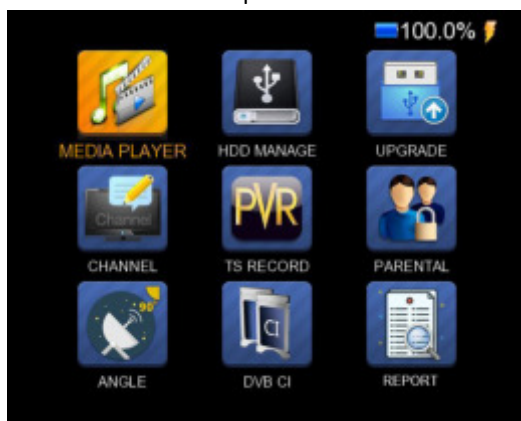 100.0%
MEDIA PLAYER HDD MANAGE UPGRADE
Channel PVR
CHANNEL TS RECORD PARENTAL
90°
CI
ANGLE DVB CI REPORT